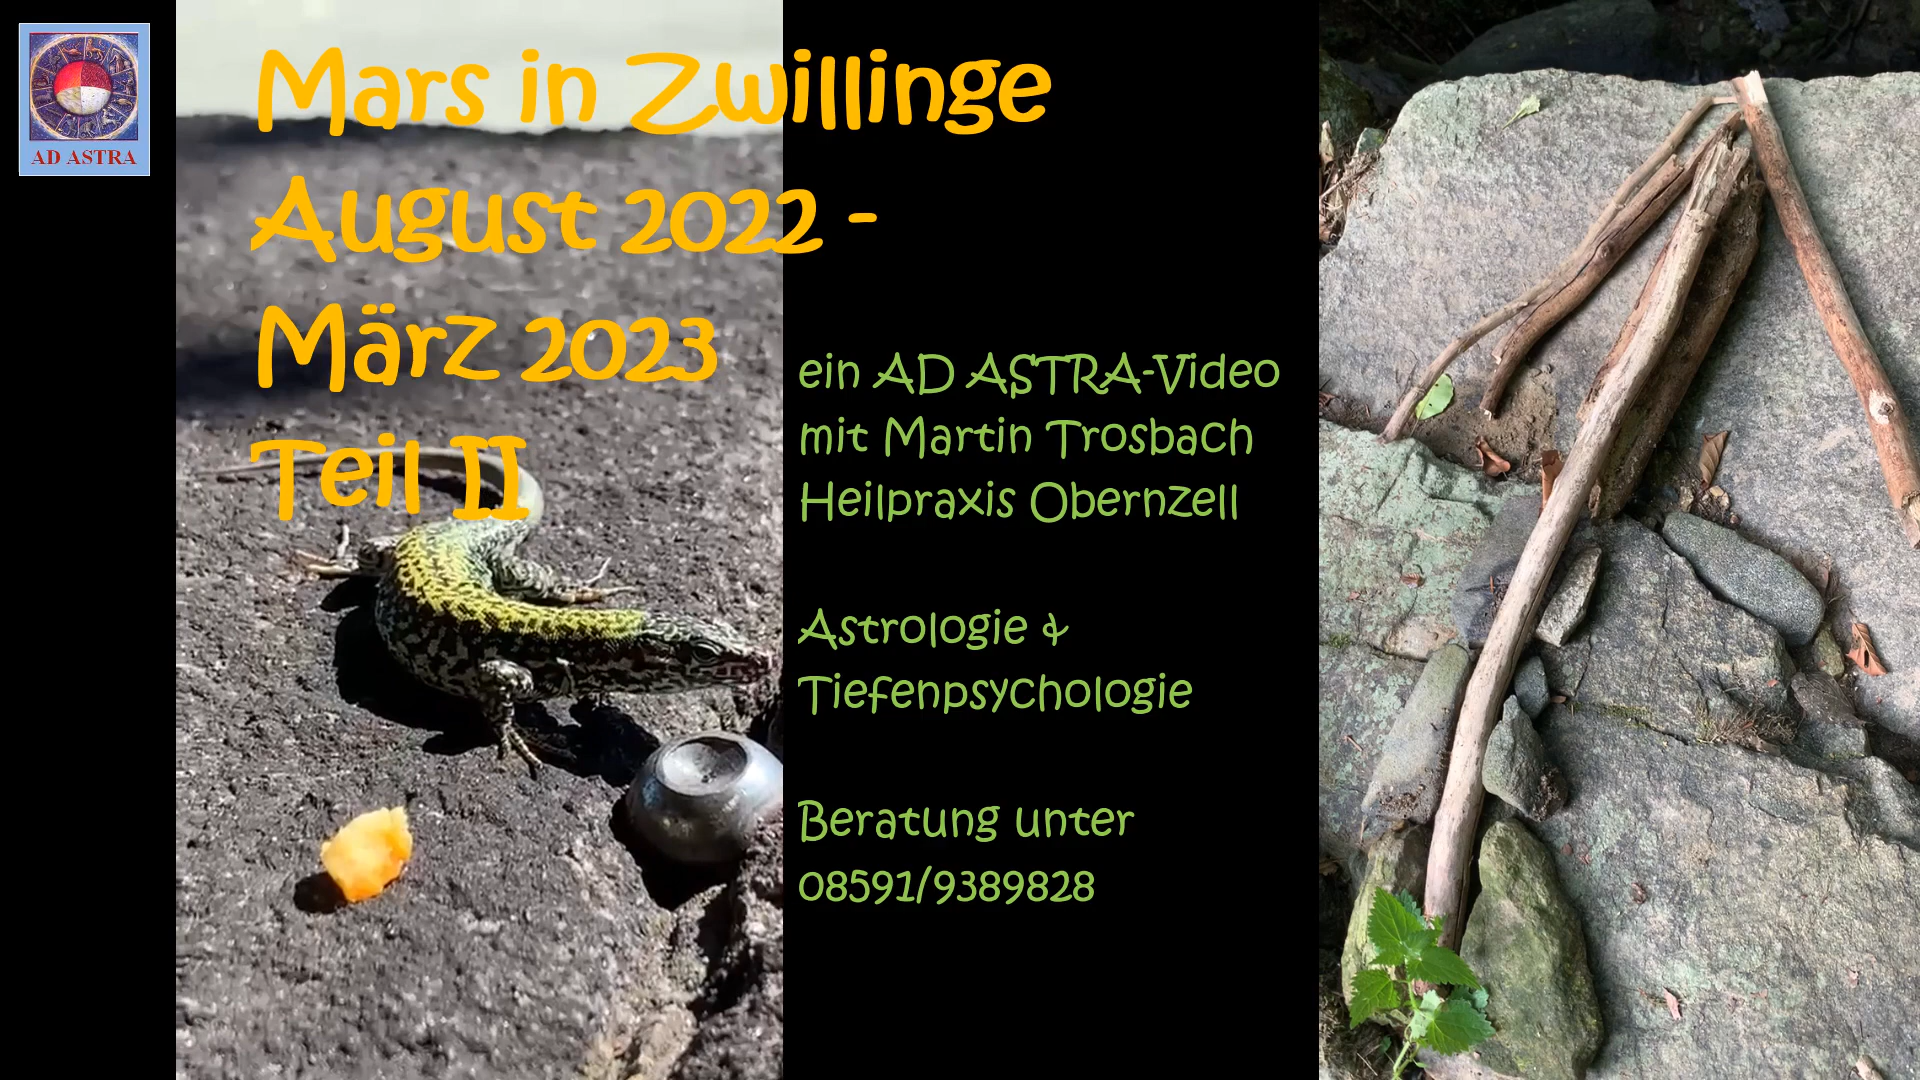 AD ASTRA
Mars in Zwillinge
August 2022 -
März 2023
Teil II
ein AD ASTRA-Video
mit Martin Trosbach
Heilpraxis Obernzell
Astrologie &
Tiefenpsychologie
Beratung unter
08591/9389828